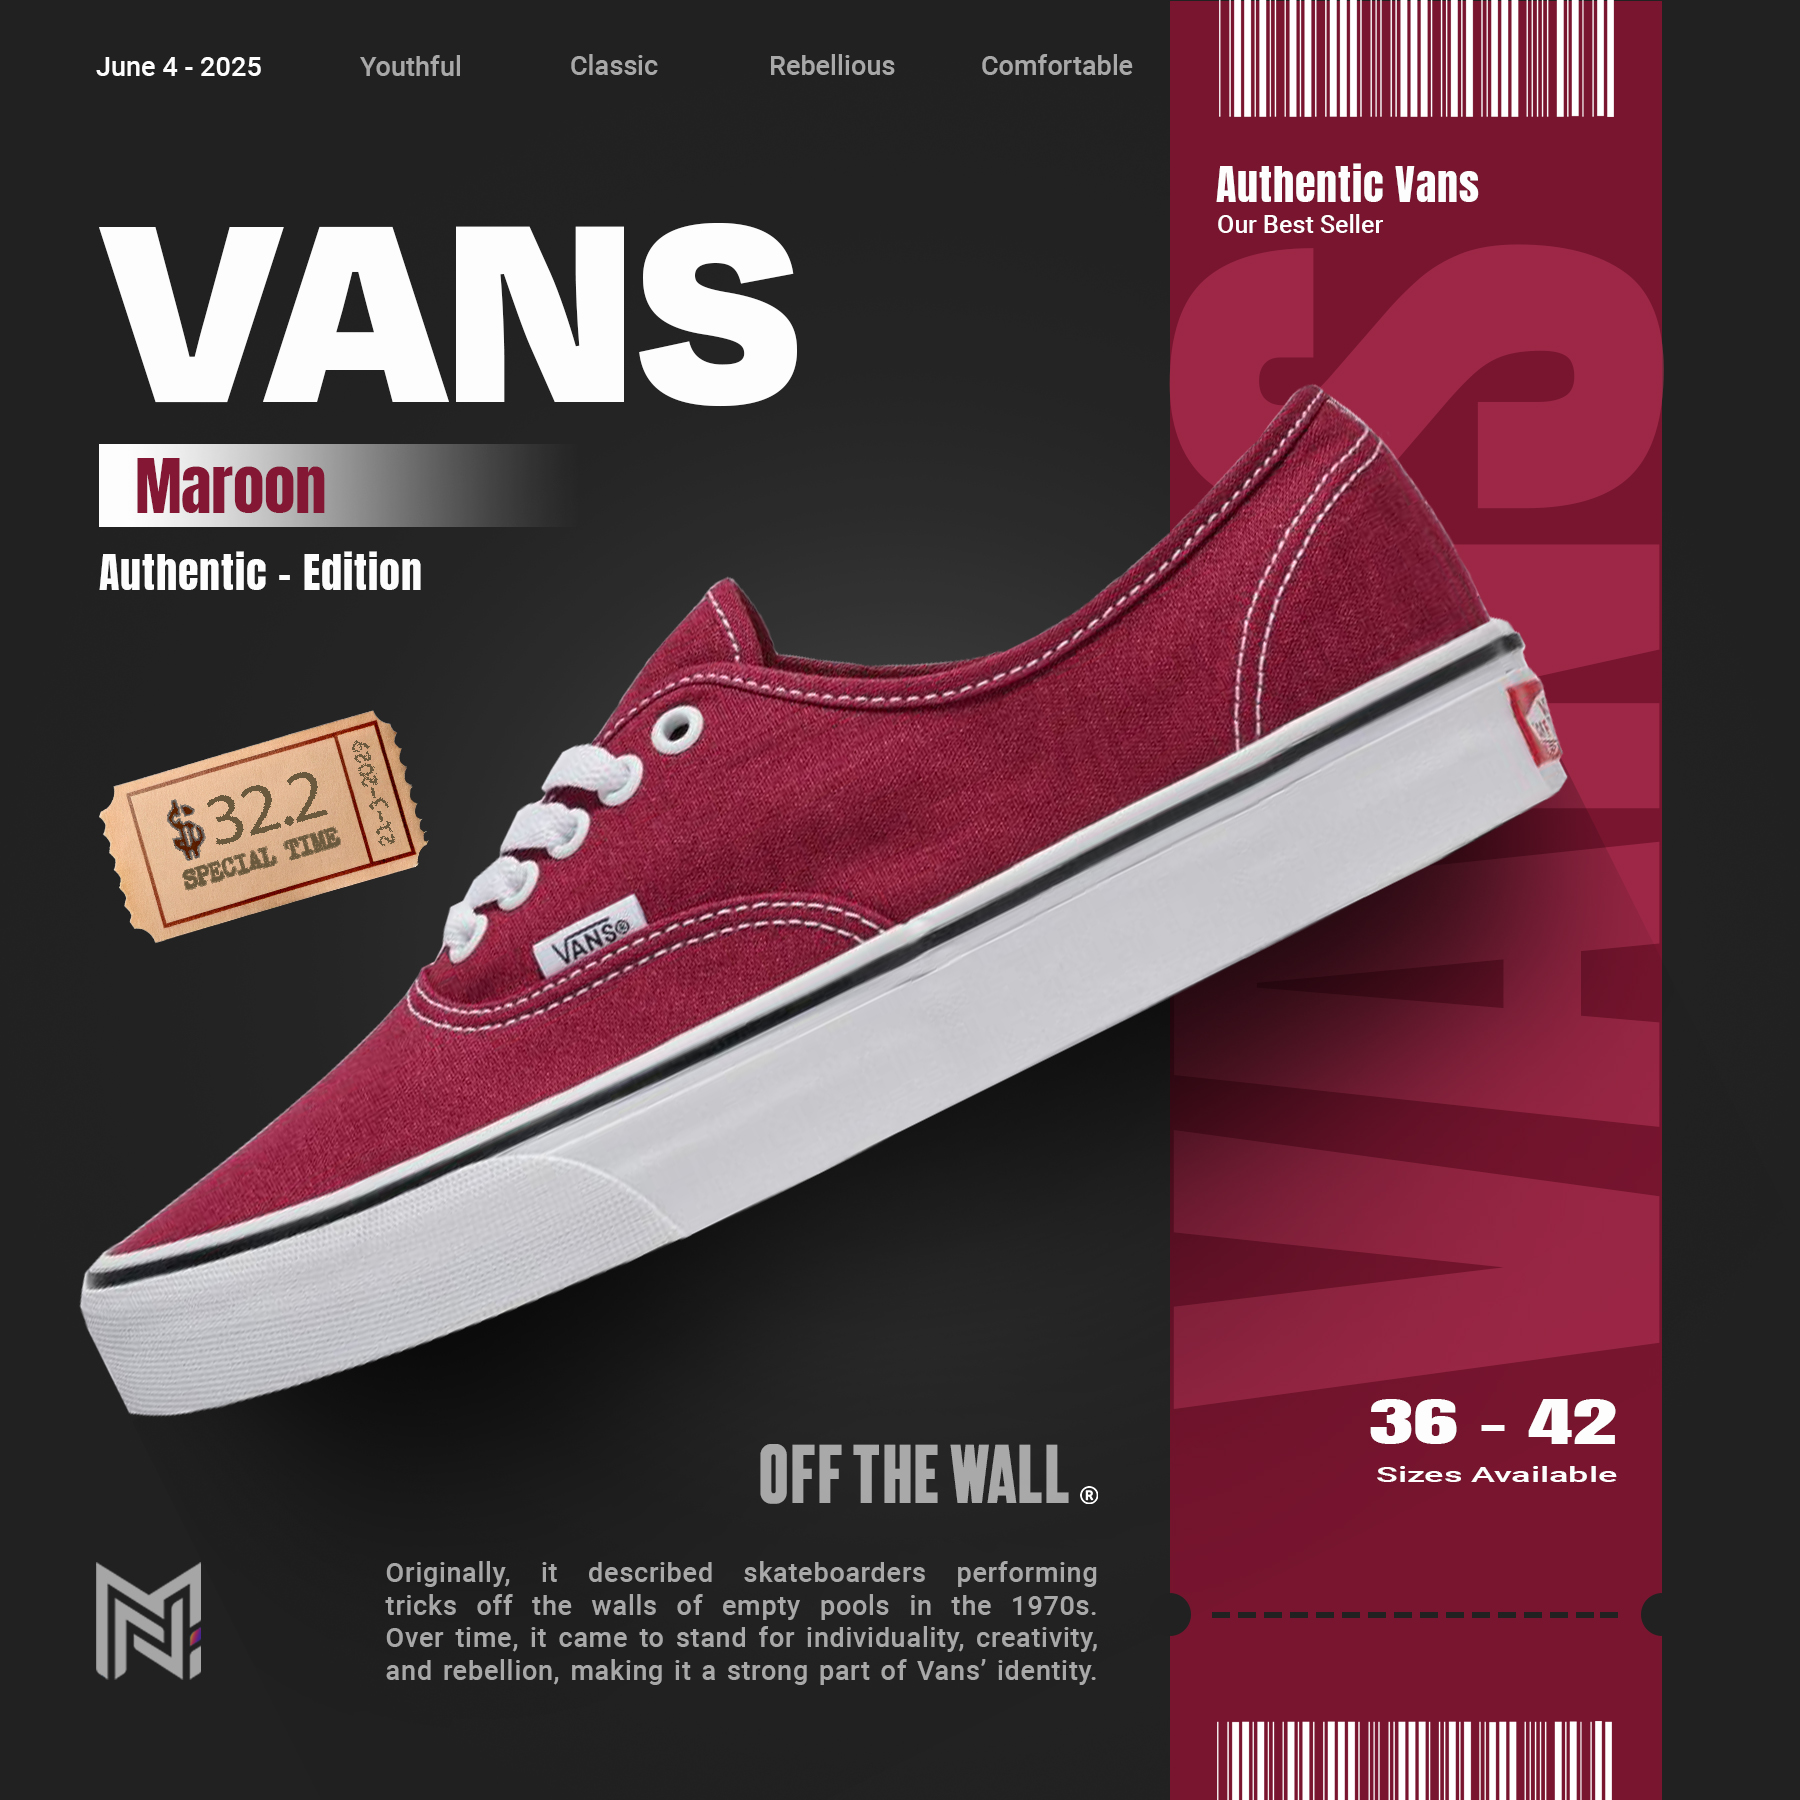 June 4 - 2025 Youthful Classic Rebellious Comfortable
Authentic Vans
Our Best Seller
VANS
Maroon
Authentic - Edition
VANS
$32.2
SPECIAL TIME
VANS®
36 - 42
Sizes Available
OFF THE WALL ®
Originally, it described skateboarders performing
tricks off the walls of empty pools in the 1970s.
Over time, it came to stand for individuality, creativity,
and rebellion, making it a strong part of Vans’ identity.